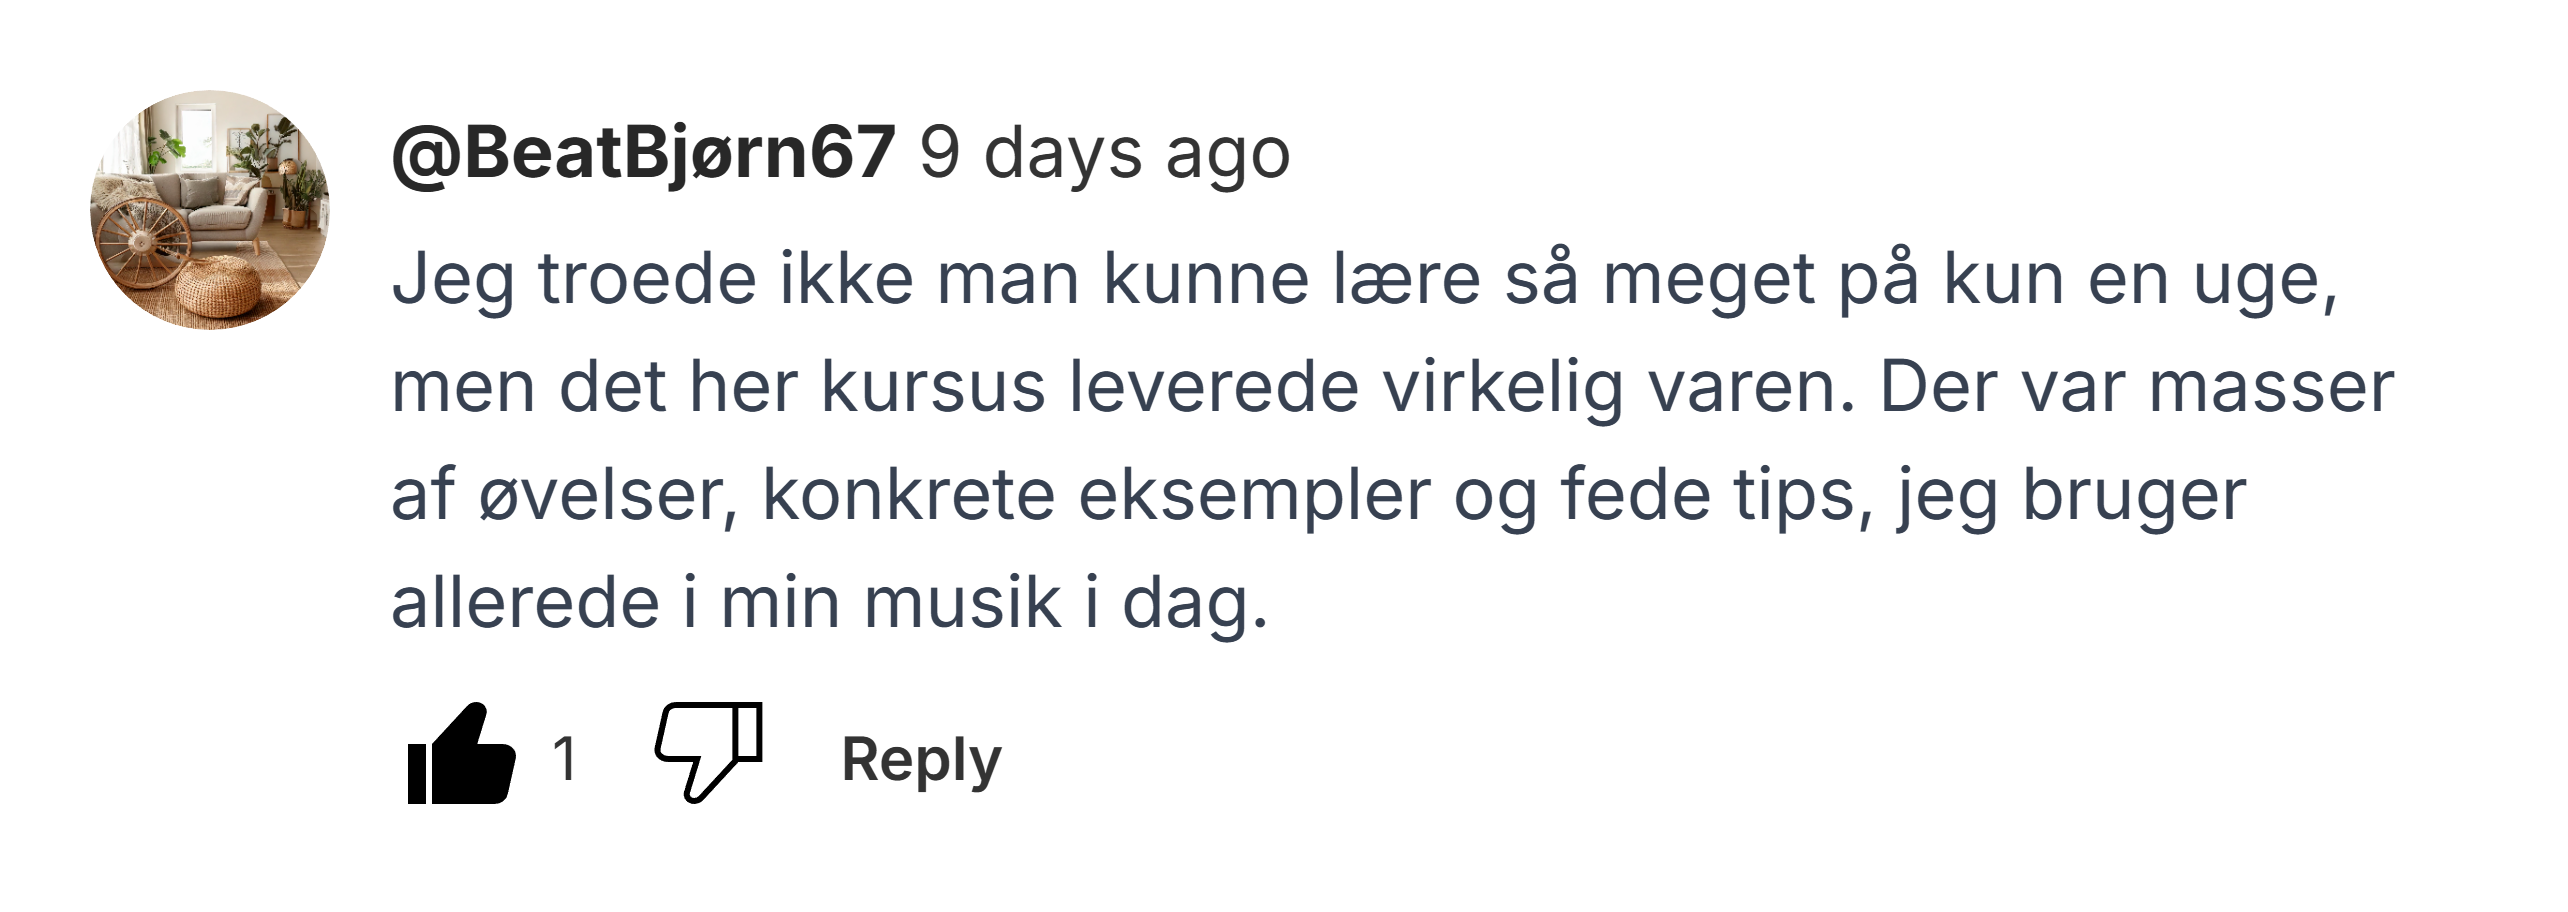 @BeatBjørn67 9 days ago
Jeg troede ikke man kunne lære så meget på kun en uge,
men det her kursus leverede virkelig varen. Der var masser
af øvelser, konkrete eksempler og fede tips, jeg bruger
allerede i min musik i dag.
1 Reply